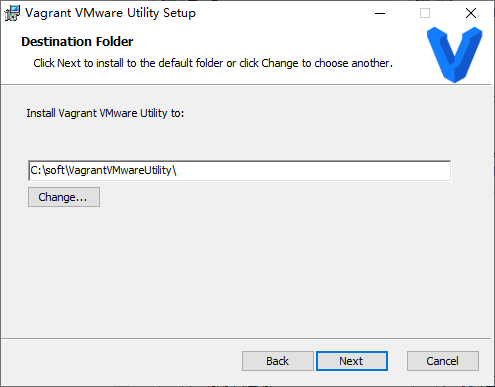 Vagrant VMware Utility Setup
Destination Folder
Click Next to install to the default folder or click Change to choose another.
Install Vagrant VMware Utility to:
C:\soft\VagrantVMwareUtility\
Change...
Back
Next
Cancel